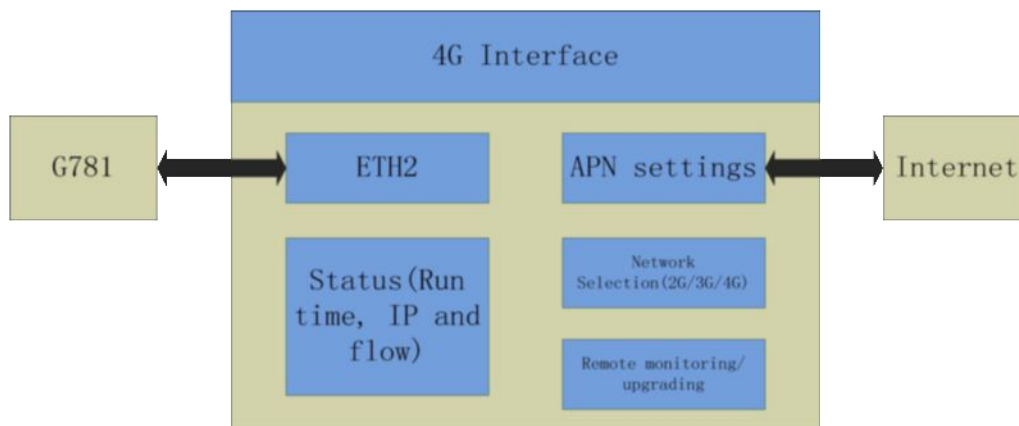 4G Interface
G781
ETH2
APN settings
Internet
Status(Run
time, IP and
flow)
Network
Selection(2G/3G/4G)
Remote monitoring/
upgrading